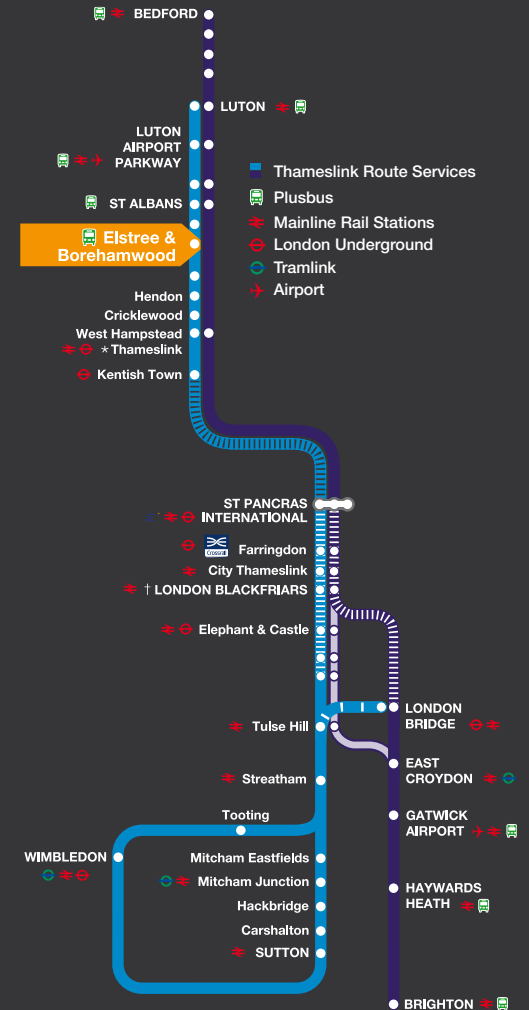 BEDFORD
LUTON
LUTON
AIRPORT
PARKWAY
Thameslink Route Services
Plusbus
ST ALBANS
Mainline Rail Stations
Elstree &
Borehamwood
London Underground
Tramlink
Airport
Hendon
Cricklewood
West Hampstead
*Thameslink
Kentish Town
ST PANCRAS
INTERNATIONAL
Crossrail
Farringdon
City Thameslink
† LONDON BLACKFRIARS
Elephant & Castle
LONDON
BRIDGE
Tulse Hill
EAST
CROYDON
Streatham
Tooting
GATWICK
AIRPORT
WIMBLEDON
Mitcham Eastfields
Mitcham Junction
HAYWARDS
HEATH
Hackbridge
Carshalton
SUTTON
BRIGHTON